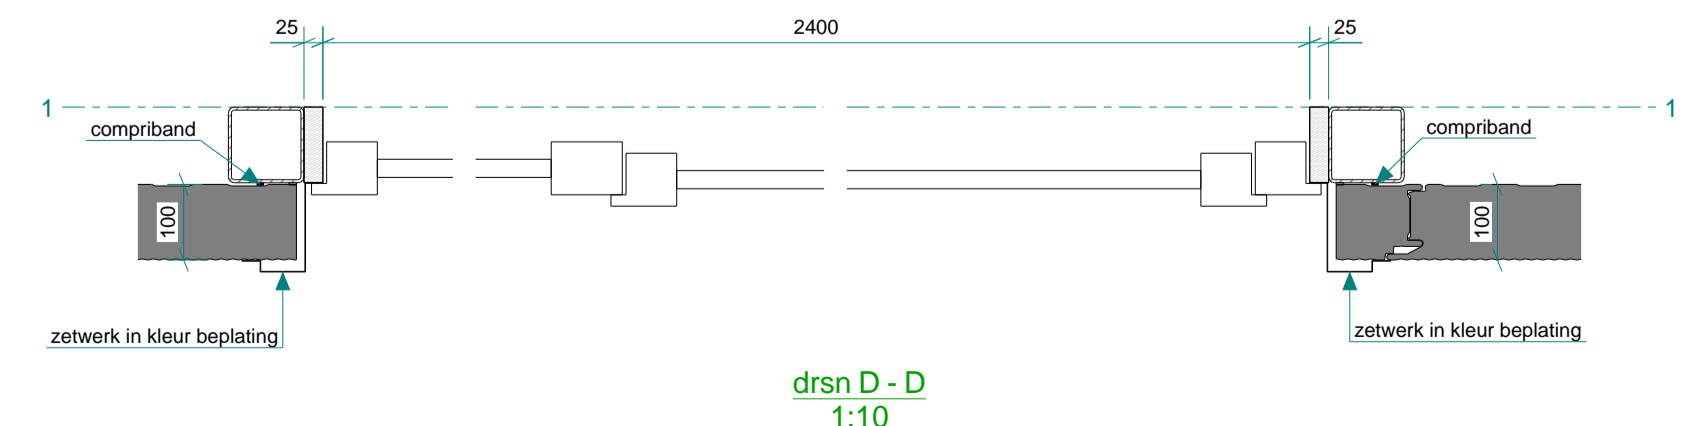 25 2400 25
1 1
compriband compriband
100 100
zetwerk in kleur beplating zetwerk in kleur beplating
drsn D - D
1:10